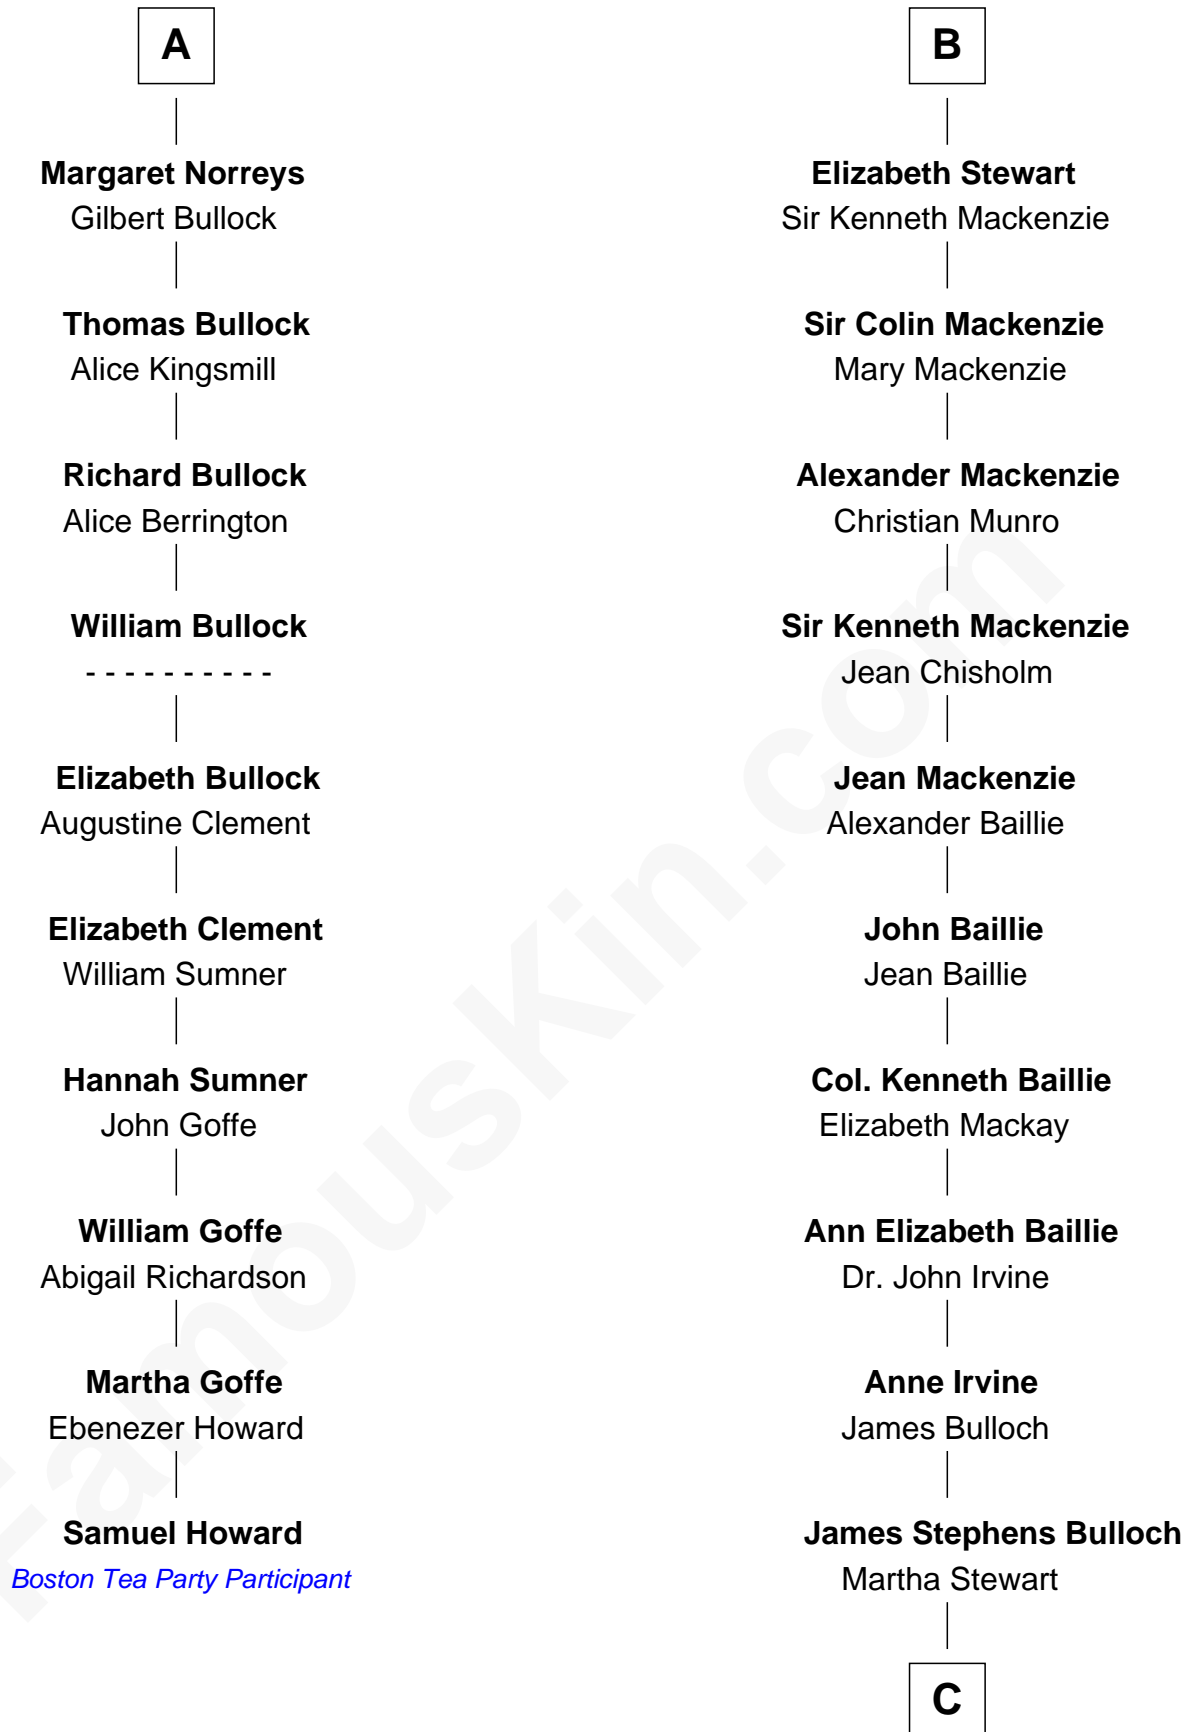 A
Margaret Norreys
Gilbert Bullock
Thomas Bullock
Alice Kingsmill
Richard Bullock
Alice Berrington
William Bullock
- - - - - - - - - -
Elizabeth Bullock
Augustine Clement
Elizabeth Clement
William Sumner
Hannah Sumner
John Goffe
William Goffe
Abigail Richardson
Martha Goffe
Ebenezer Howard
Samuel Howard
Boston Tea Party Participant
B
Elizabeth Stewart
Sir Kenneth Mackenzie
Sir Colin Mackenzie
Mary Mackenzie
Alexander Mackenzie
Christian Munro
Sir Kenneth Mackenzie
Jean Chisholm
Jean Mackenzie
Alexander Baillie
John Baillie
Jean Baillie
Col. Kenneth Baillie
Elizabeth Mackay
Ann Elizabeth Baillie
Dr. John Irvine
Anne Irvine
James Bulloch
James Stephens Bulloch
Martha Stewart
C
FamousKin.com